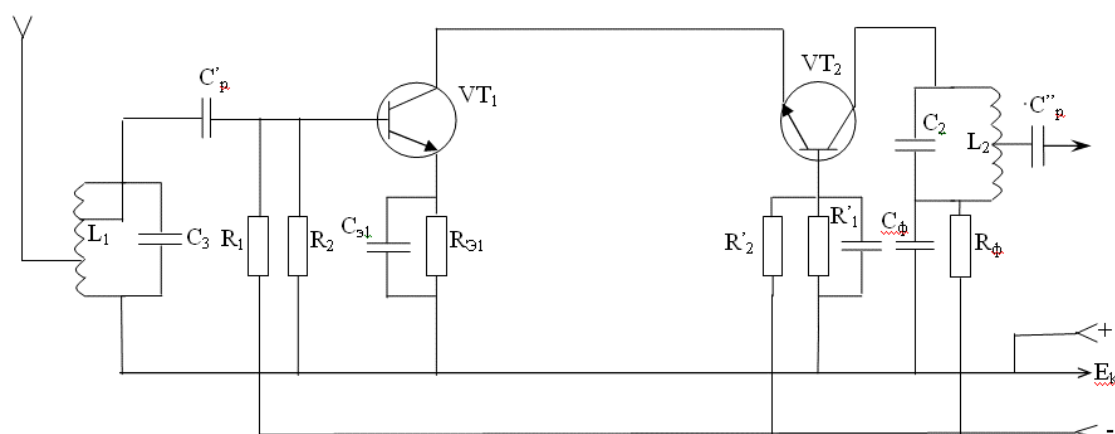 C'р
VT1
VT2
·C''р
C2
L2
L1
C3
R1
R2
Cэ1
RЭ1
R'2
R'1
Cф
Rф
+
Ek
-